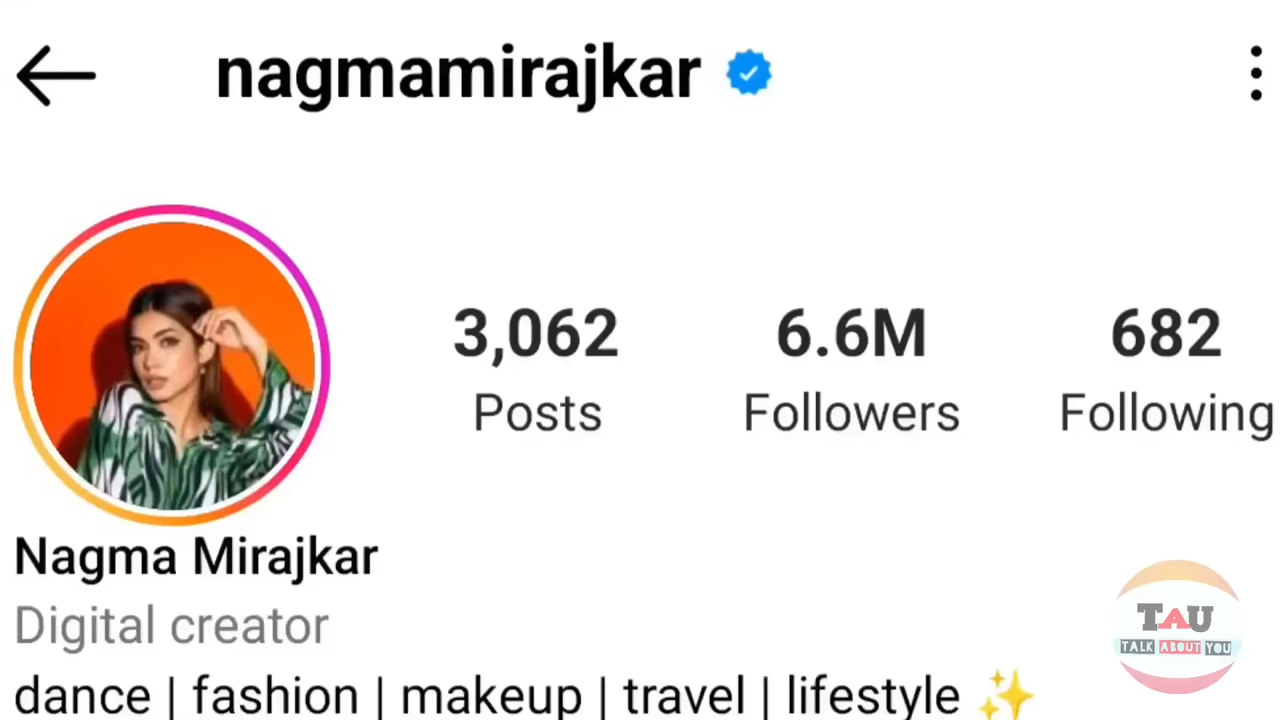 nagmamirajkar
3,062 6.6M 682
Posts Followers Following
Nagma Mirajkar
Digital creator
dance | fashion | makeup | travel | lifestyle ✨
TAU
TALK ABOUT YOU